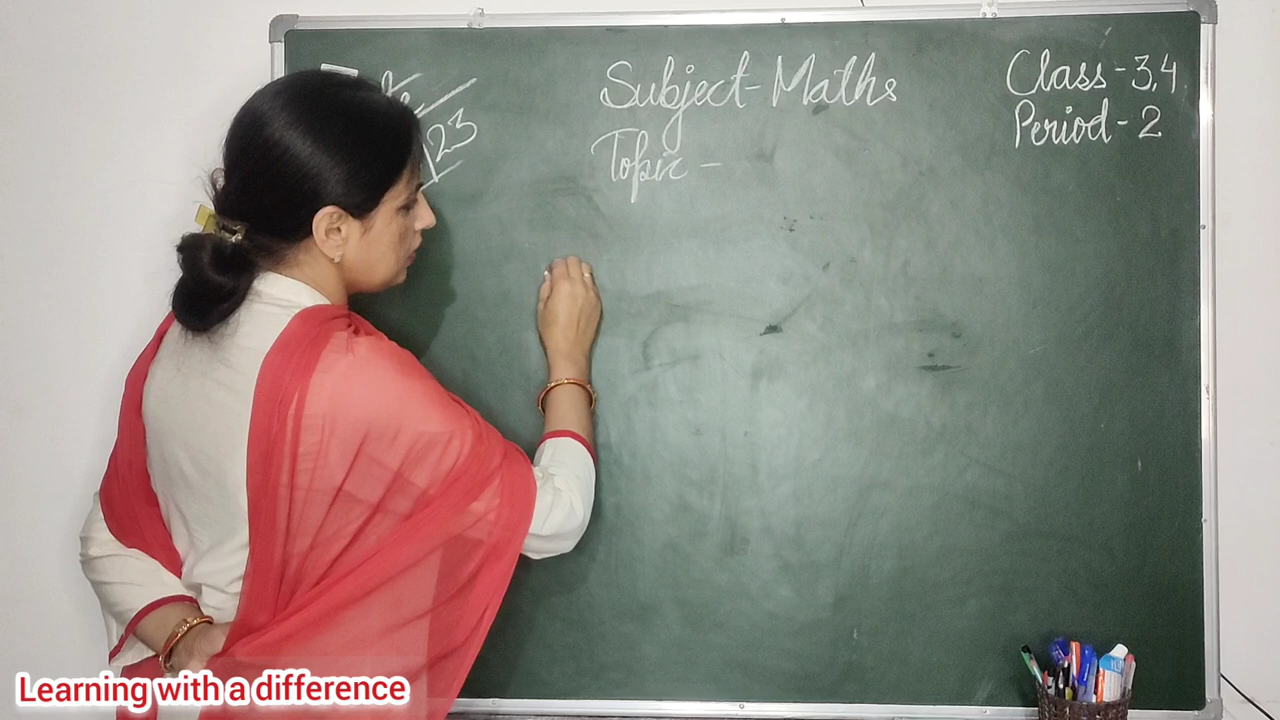 Subject- Maths
Class- 3,4
Period- 2
23
Topic -
Learning with a difference